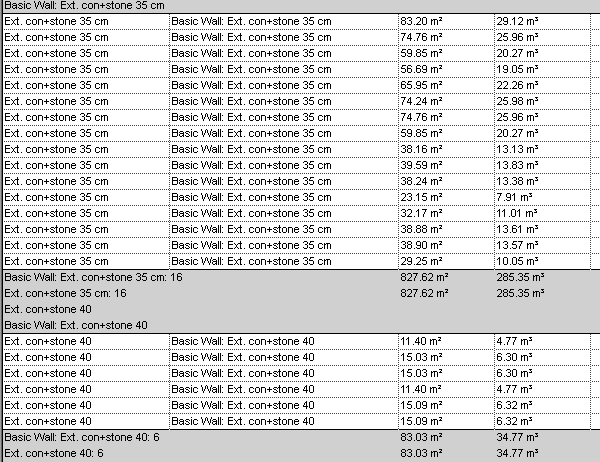 Basic Wall: Ext. con+stone 35 cm
Ext. con+stone 35 cm Basic Wall: Ext. con+stone 35 cm 83.20 m² 29.12 m³
Ext. con+stone 35 cm Basic Wall: Ext. con+stone 35 cm 74.76 m² 25.96 m³
Ext. con+stone 35 cm Basic Wall: Ext. con+stone 35 cm 59.85 m² 20.27 m³
Ext. con+stone 35 cm Basic Wall: Ext. con+stone 35 cm 56.69 m² 19.05 m³
Ext. con+stone 35 cm Basic Wall: Ext. con+stone 35 cm 65.95 m² 22.26 m³
Ext. con+stone 35 cm Basic Wall: Ext. con+stone 35 cm 74.24 m² 25.98 m³
Ext. con+stone 35 cm Basic Wall: Ext. con+stone 35 cm 74.76 m² 25.96 m³
Ext. con+stone 35 cm Basic Wall: Ext. con+stone 35 cm 59.85 m² 20.27 m³
Ext. con+stone 35 cm Basic Wall: Ext. con+stone 35 cm 38.16 m² 13.13 m³
Ext. con+stone 35 cm Basic Wall: Ext. con+stone 35 cm 39.59 m² 13.83 m³
Ext. con+stone 35 cm Basic Wall: Ext. con+stone 35 cm 38.24 m² 13.38 m³
Ext. con+stone 35 cm Basic Wall: Ext. con+stone 35 cm 23.15 m² 7.91 m³
Ext. con+stone 35 cm Basic Wall: Ext. con+stone 35 cm 32.17 m² 11.01 m³
Ext. con+stone 35 cm Basic Wall: Ext. con+stone 35 cm 38.88 m² 13.61 m³
Ext. con+stone 35 cm Basic Wall: Ext. con+stone 35 cm 38.90 m² 13.57 m³
Ext. con+stone 35 cm Basic Wall: Ext. con+stone 35 cm 29.25 m² 10.05 m³
Basic Wall: Ext. con+stone 35 cm: 16 827.62 m² 285.35 m³
Ext. con+stone 35 cm: 16 827.62 m² 285.35 m³
Ext. con+stone 40
Basic Wall: Ext. con+stone 40
Ext. con+stone 40 Basic Wall: Ext. con+stone 40 11.40 m² 4.77 m³
Ext. con+stone 40 Basic Wall: Ext. con+stone 40 15.03 m² 6.30 m³
Ext. con+stone 40 Basic Wall: Ext. con+stone 40 15.03 m² 6.30 m³
Ext. con+stone 40 Basic Wall: Ext. con+stone 40 11.40 m² 4.77 m³
Ext. con+stone 40 Basic Wall: Ext. con+stone 40 15.09 m² 6.32 m³
Ext. con+stone 40 Basic Wall: Ext. con+stone 40 15.09 m² 6.32 m³
Basic Wall: Ext. con+stone 40: 6 83.03 m² 34.77 m³
Ext. con+stone 40: 6 83.03 m² 34.77 m³